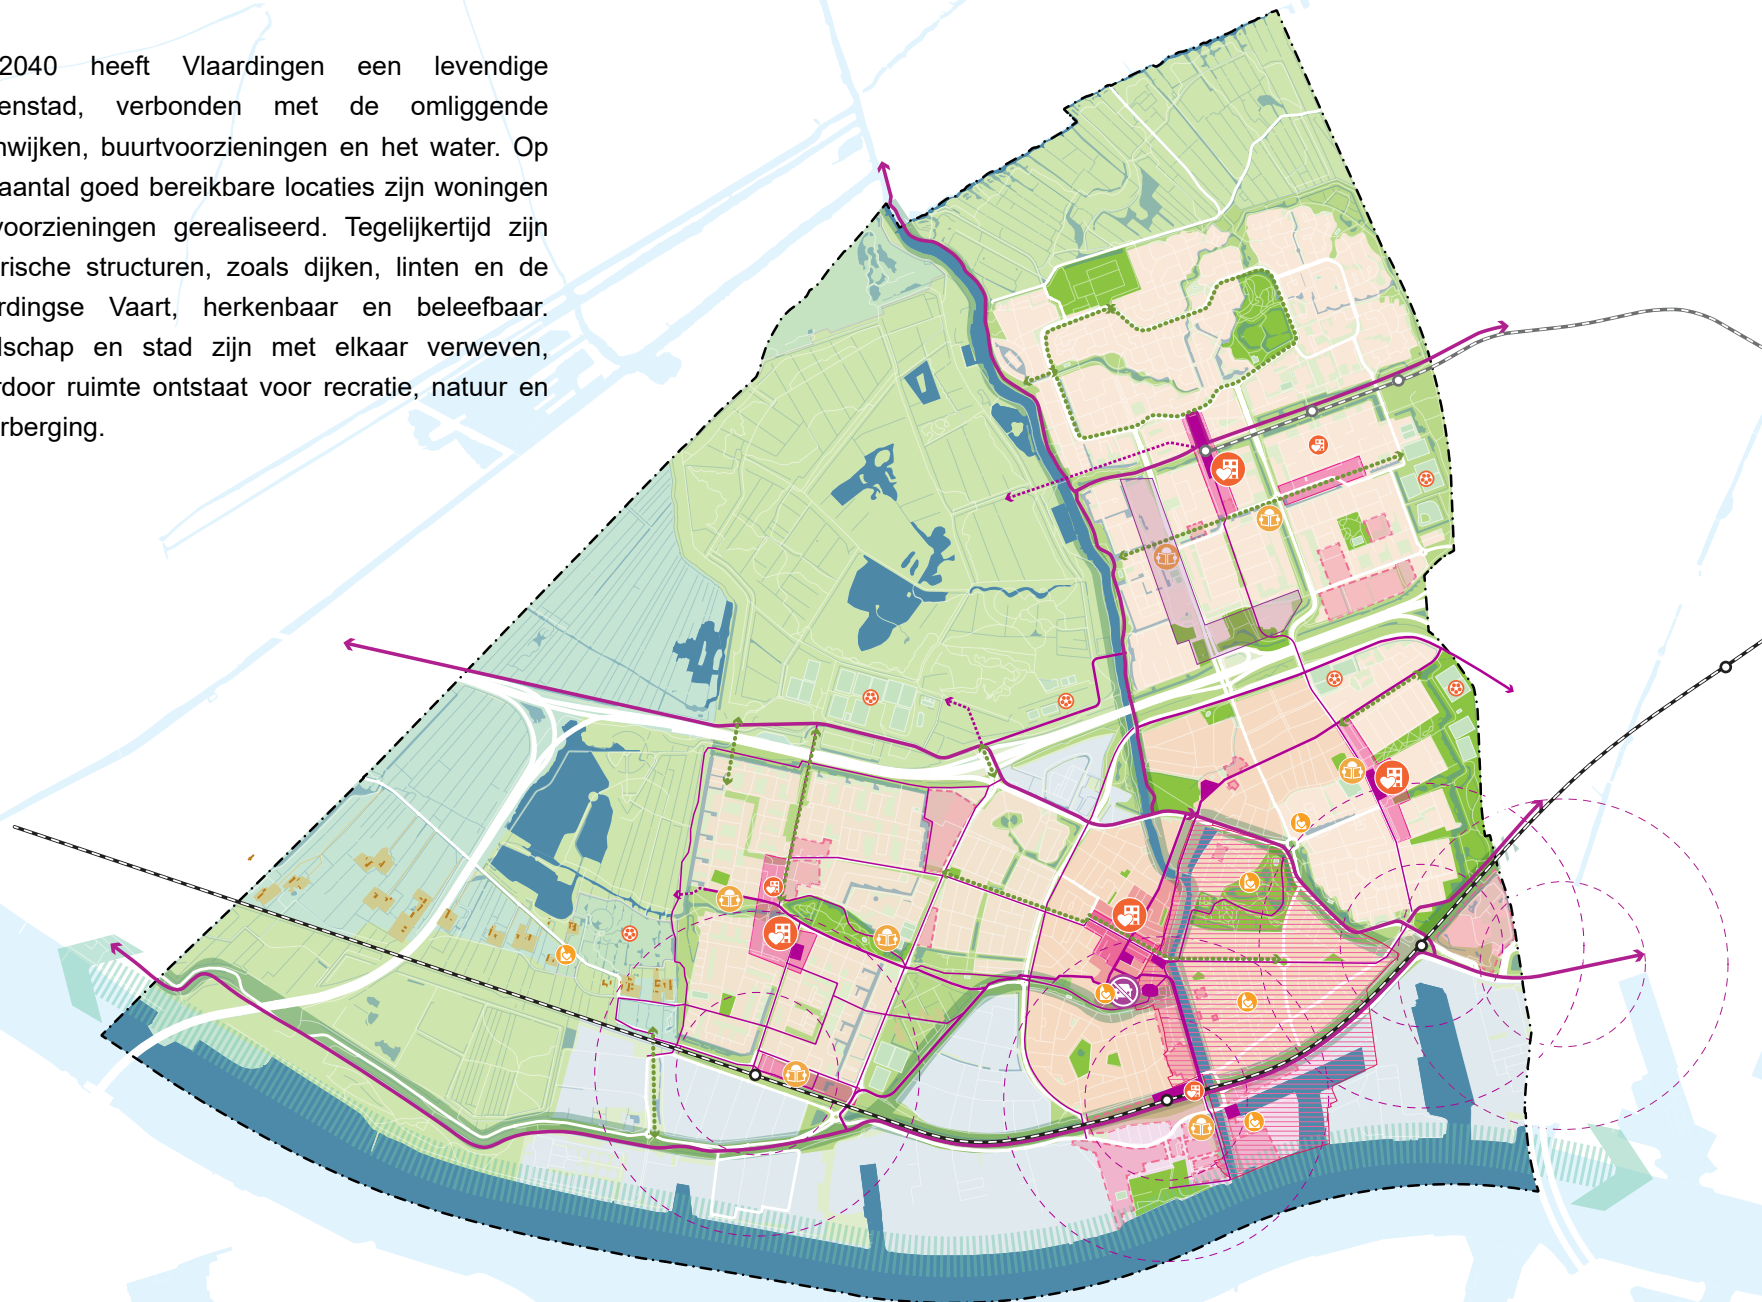 2040 heeft Vlaardingen een levendige
enstad, verbonden met de omliggende
nwijken, buurtvoorzieningen en het water. Op
aantal goed bereikbare locaties zijn woningen
voorzieningen gerealiseerd. Tegelijkertijd zijn
rische structuren, zoals dijken, linten en de
rdingse Vaart, herkenbaar en beleefbaar.
dschap en stad zijn met elkaar verweven,
rdoor ruimte ontstaat voor recratie, natuur en
rberging.